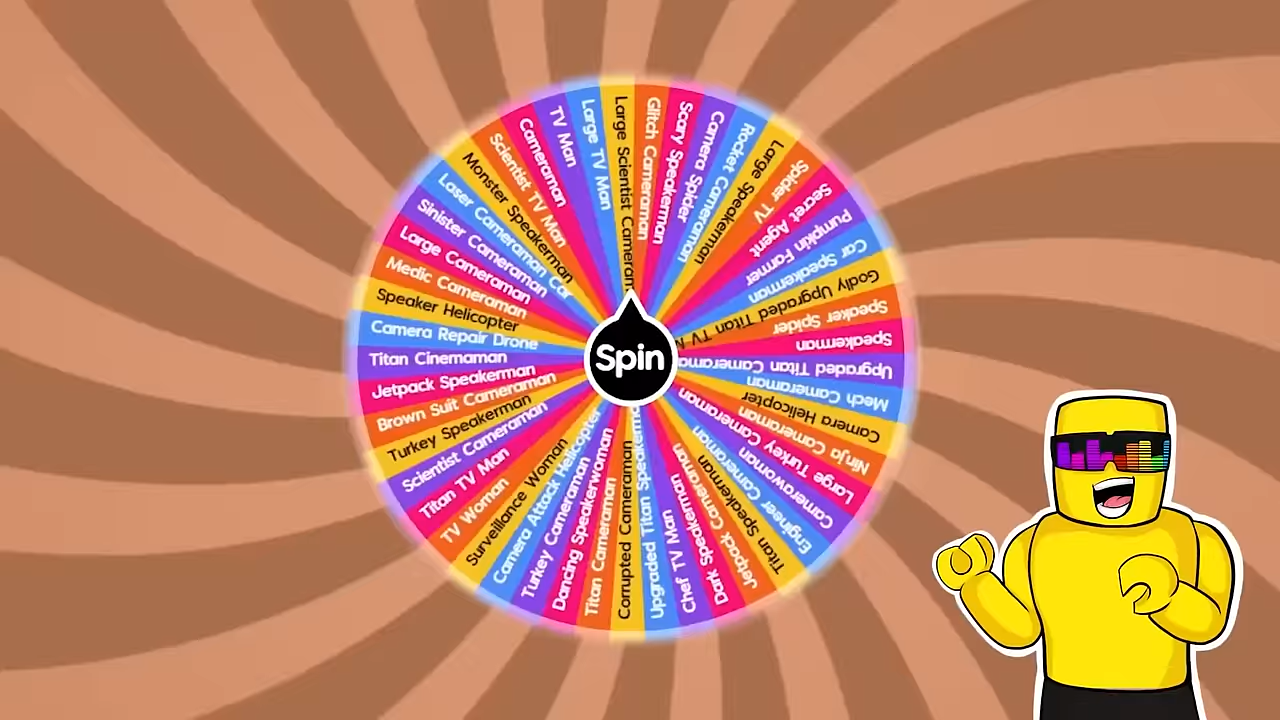 Large Scientist Cameram
Glitch Cameraman
Scary Speakerman
Camera Spider
Rocket Cameraman
Large Speakerman
Spider TV
Secret Agent
Pumpkin Farmer
Car Speakerman
Godly Upgraded Titan TV M
Speaker Spider
Speakerman
Upgraded Titan Cameraman
Mech Cameraman
Camera Helicopter
Ninja Cameraman
Large Turkey Cameraman
Camerawoman
Engineer Cameraman
Titan Speakerman
Jetpack Cameraman
Dark Speakerman
Chef TV Man
Upgraded Titan Speakerma
Corrupted Cameraman
Titan Cameraman
Dancing Speakerwoman
Turkey Cameraman
Camera Attack Helicopter
Surveillance Woman
TV Woman
Titan TV Man
Scientist Cameraman
Turkey Speakerman
Brown Suit Cameraman
Jetpack Speakerman
Titan Cinemaman
Camera Repair Drone
Speaker Helicopter
Medic Cameraman
Large Cameraman
Sinister Cameraman
Laser Cameraman Car
Monster Speakerman
Scientist TV Man
Cameraman
TV Man
Large TV Man
Spin